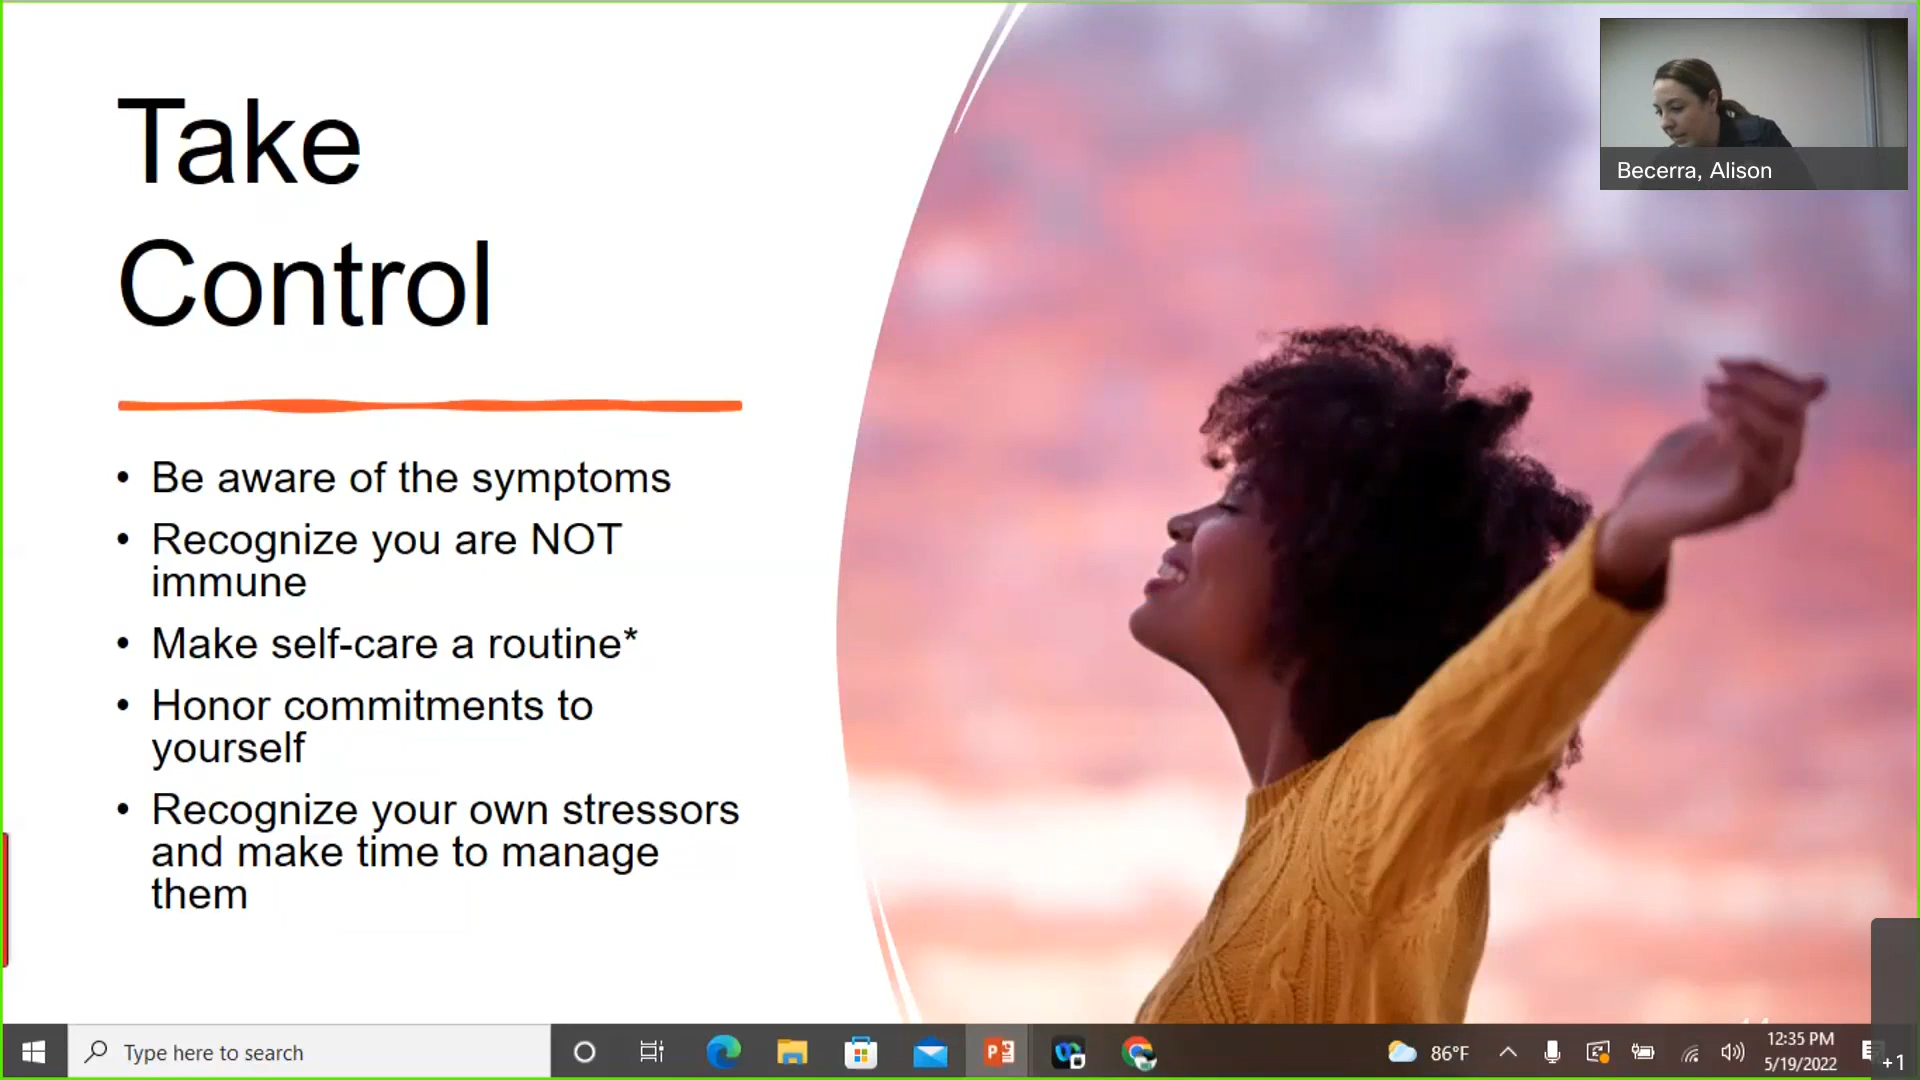 Take
Control
• Be aware of the symptoms
• Recognize you are NOT
immune
• Make self-care a routine*
• Honor commitments to
yourself
• Recognize your own stressors
and make time to manage
them
Becerra, Alison
Type here to search
86°F
12:35 PM
5/19/2022
+1